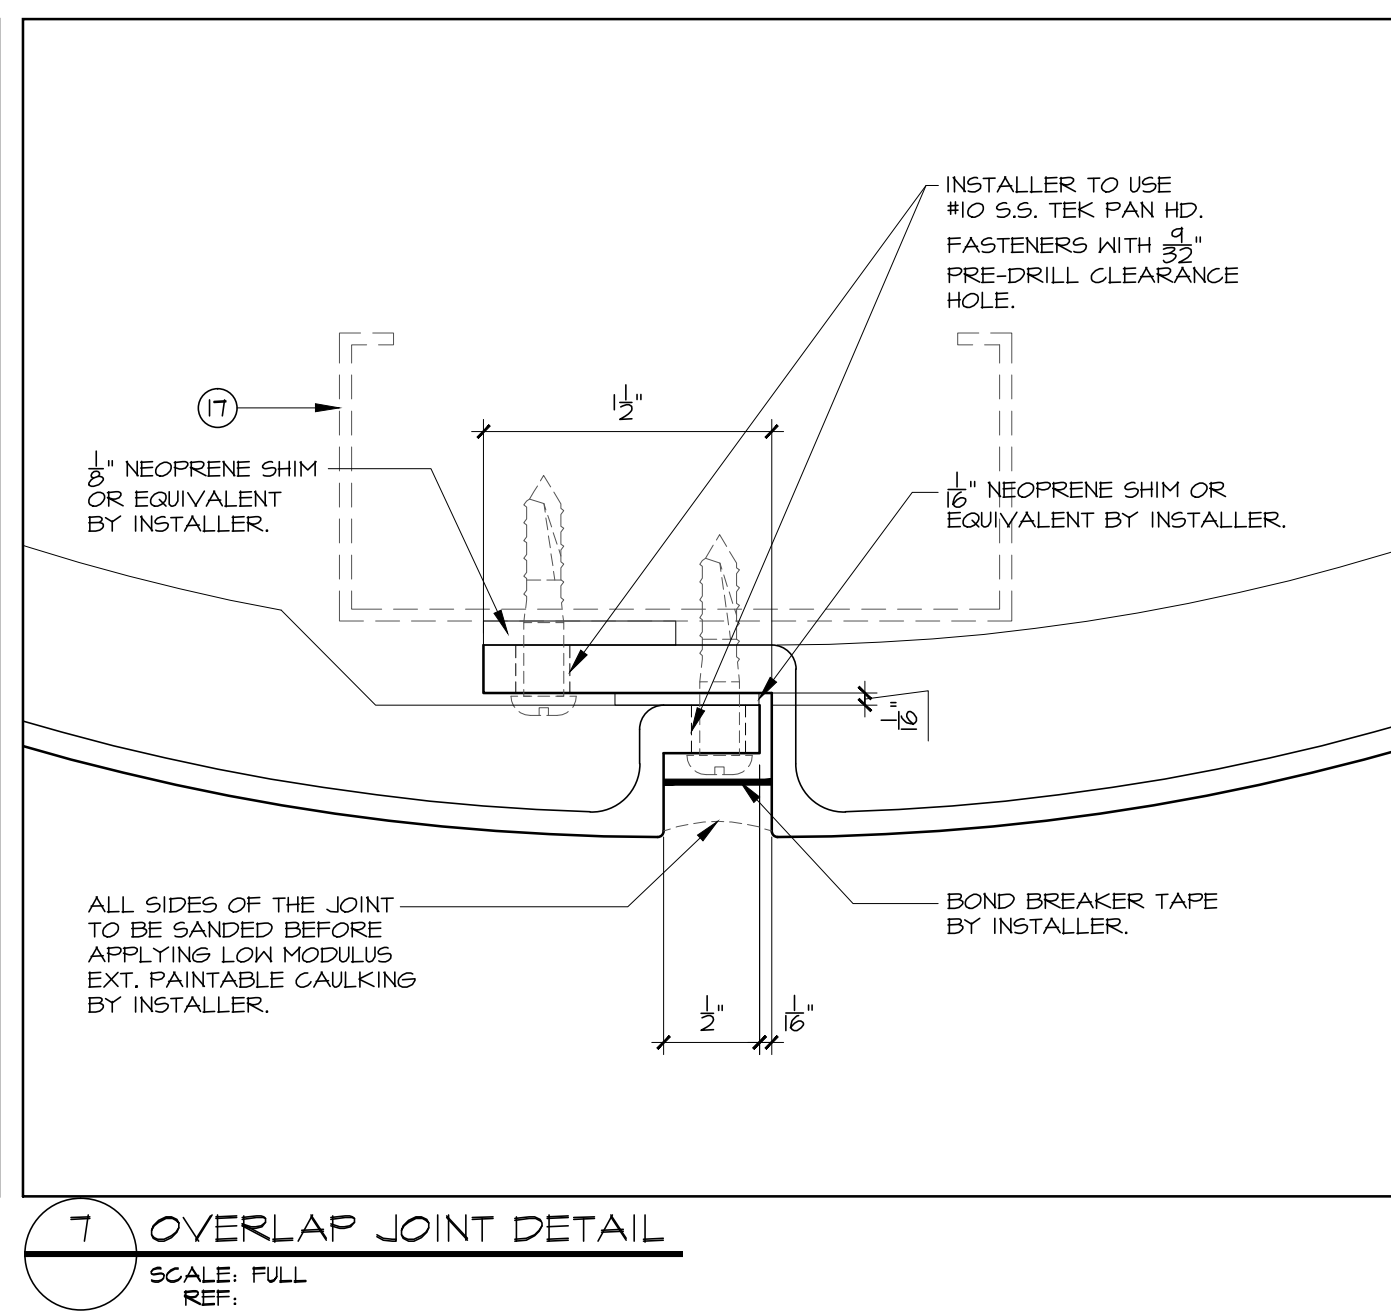 INSTALLER TO USE
#10 S.S. TEK PAN HD.
FASTENERS WITH 9/32"
PRE-DRILL CLEARANCE
HOLE.
17
1 1/2"
1/8" NEOPRENE SHIM
OR EQUIVALENT
BY INSTALLER.
1/16" NEOPRENE SHIM OR
EQUIVALENT BY INSTALLER.
1/16"
ALL SIDES OF THE JOINT
TO BE SANDED BEFORE
APPLYING LOW MODULUS
EXT. PAINTABLE CAULKING
BY INSTALLER.
BOND BREAKER TAPE
BY INSTALLER.
1/2"
1/16"
7
OVERLAP JOINT DETAIL
SCALE: FULL
REF: